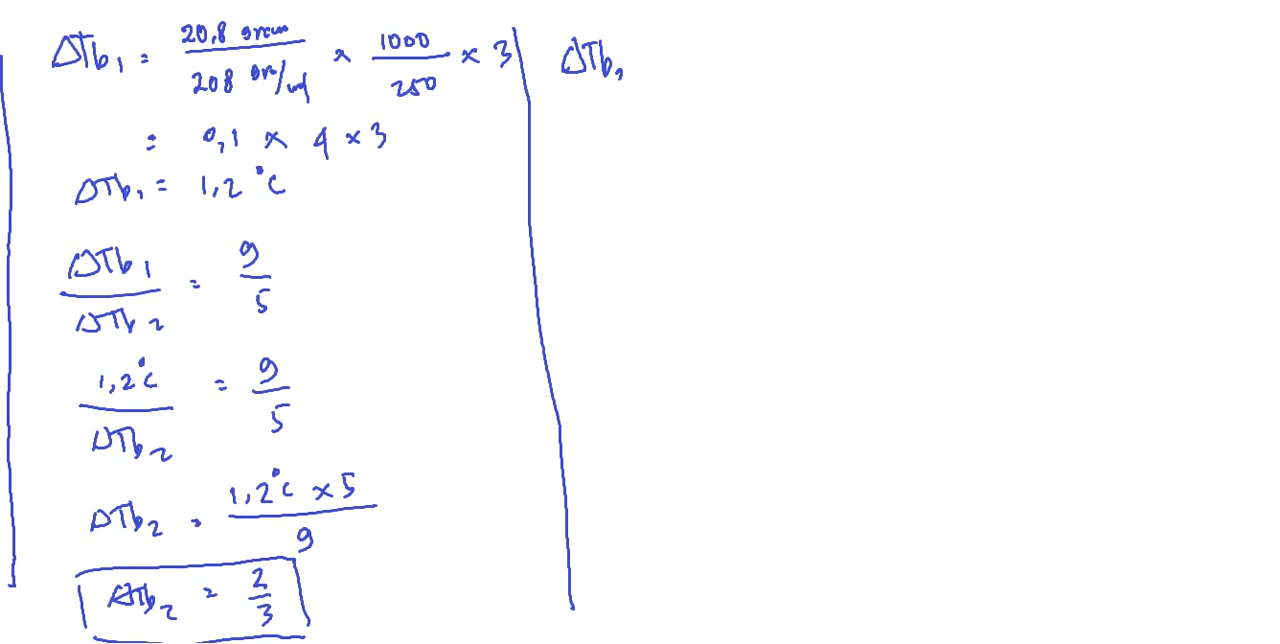 ΔTb₁ = 20,8 gram / 208 gr/mol × 1000 / 250 × 3
= 0,1 × 4 × 3
ΔTb₁ = 1,2 °C
ΔTb₁ / ΔTb₂ = 9 / 5
1,2°C / ΔTb₂ = 9 / 5
ΔTb₂ = 1,2°C × 5 / 9
ΔTb₂ = 2 / 3
ΔTb₂